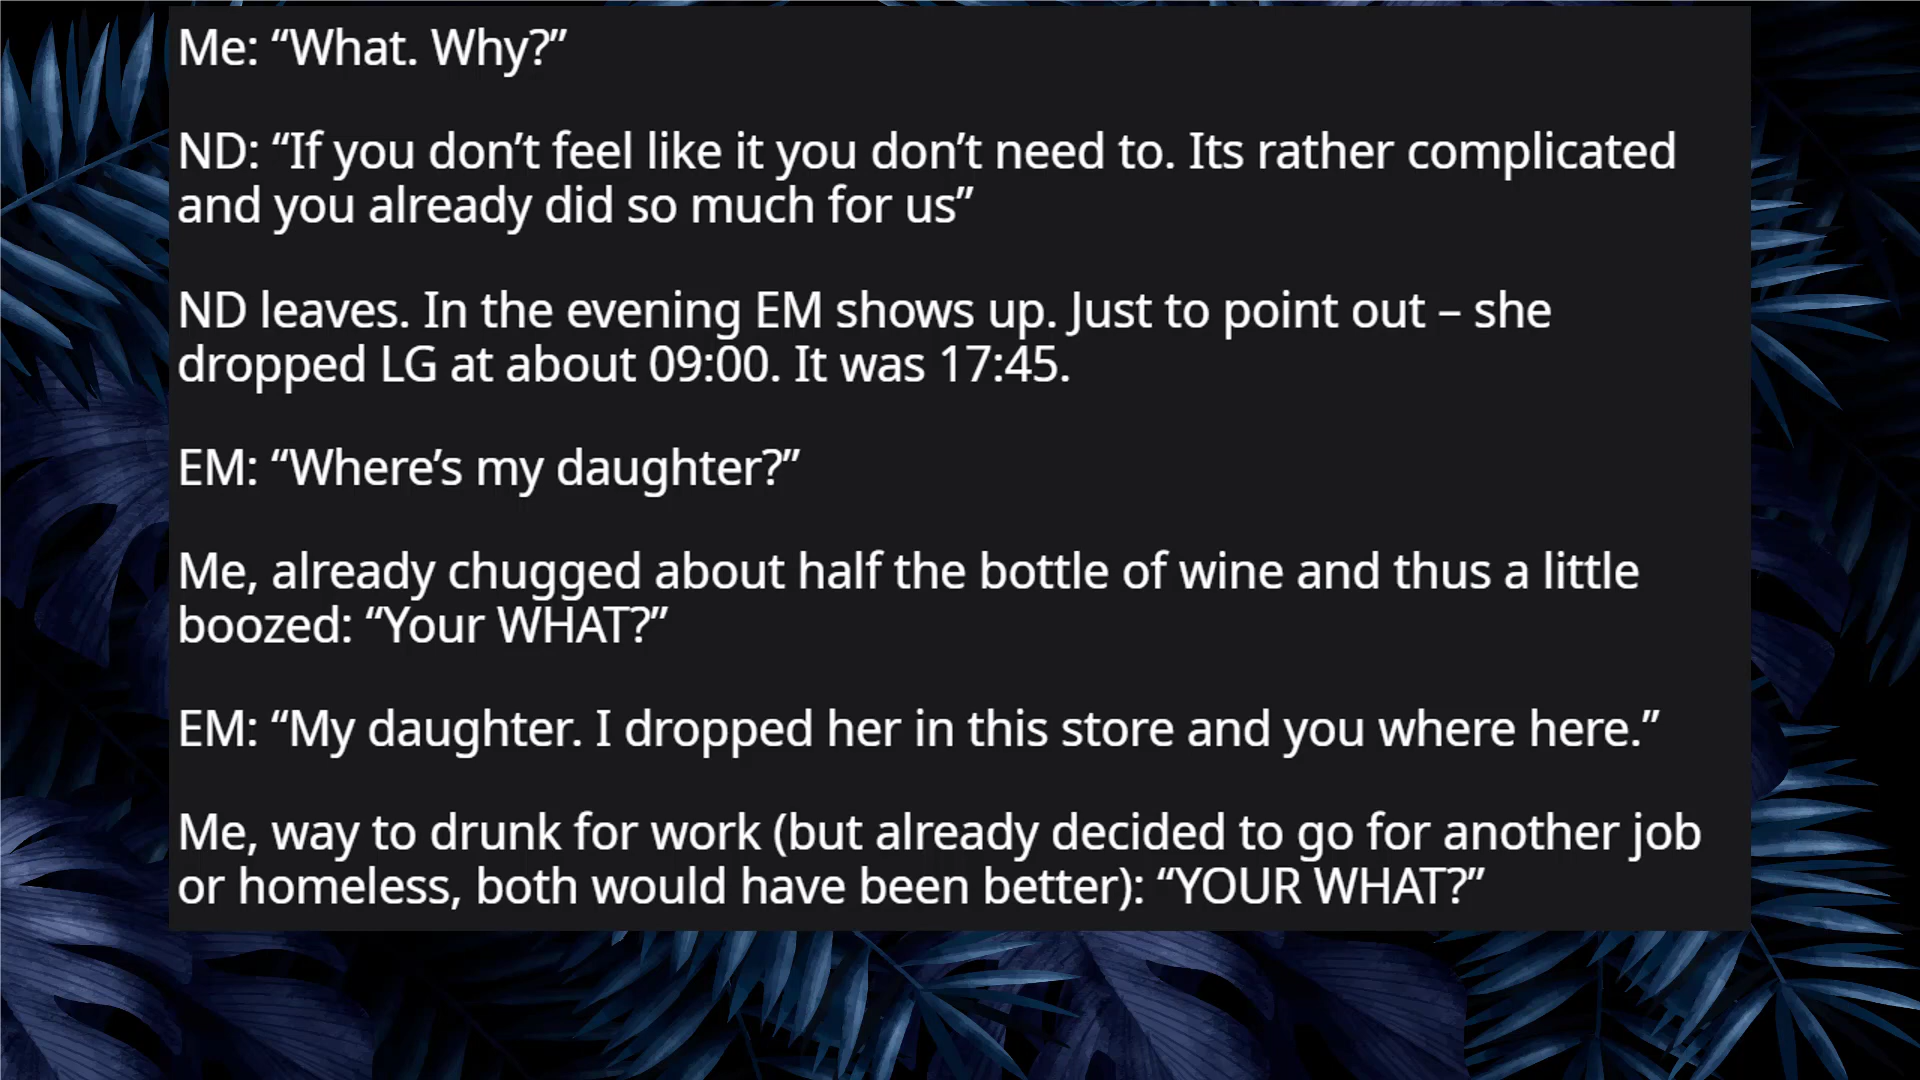 Me: “What. Why?”
ND: “If you don’t feel like it you don’t need to. Its rather complicated
and you already did so much for us”
ND leaves. In the evening EM shows up. Just to point out – she
dropped LG at about 09:00. It was 17:45.
EM: “Where’s my daughter?”
Me, already chugged about half the bottle of wine and thus a little
boozed: “Your WHAT?”
EM: “My daughter. I dropped her in this store and you where here.”
Me, way to drunk for work (but already decided to go for another job
or homeless, both would have been better): “YOUR WHAT?”